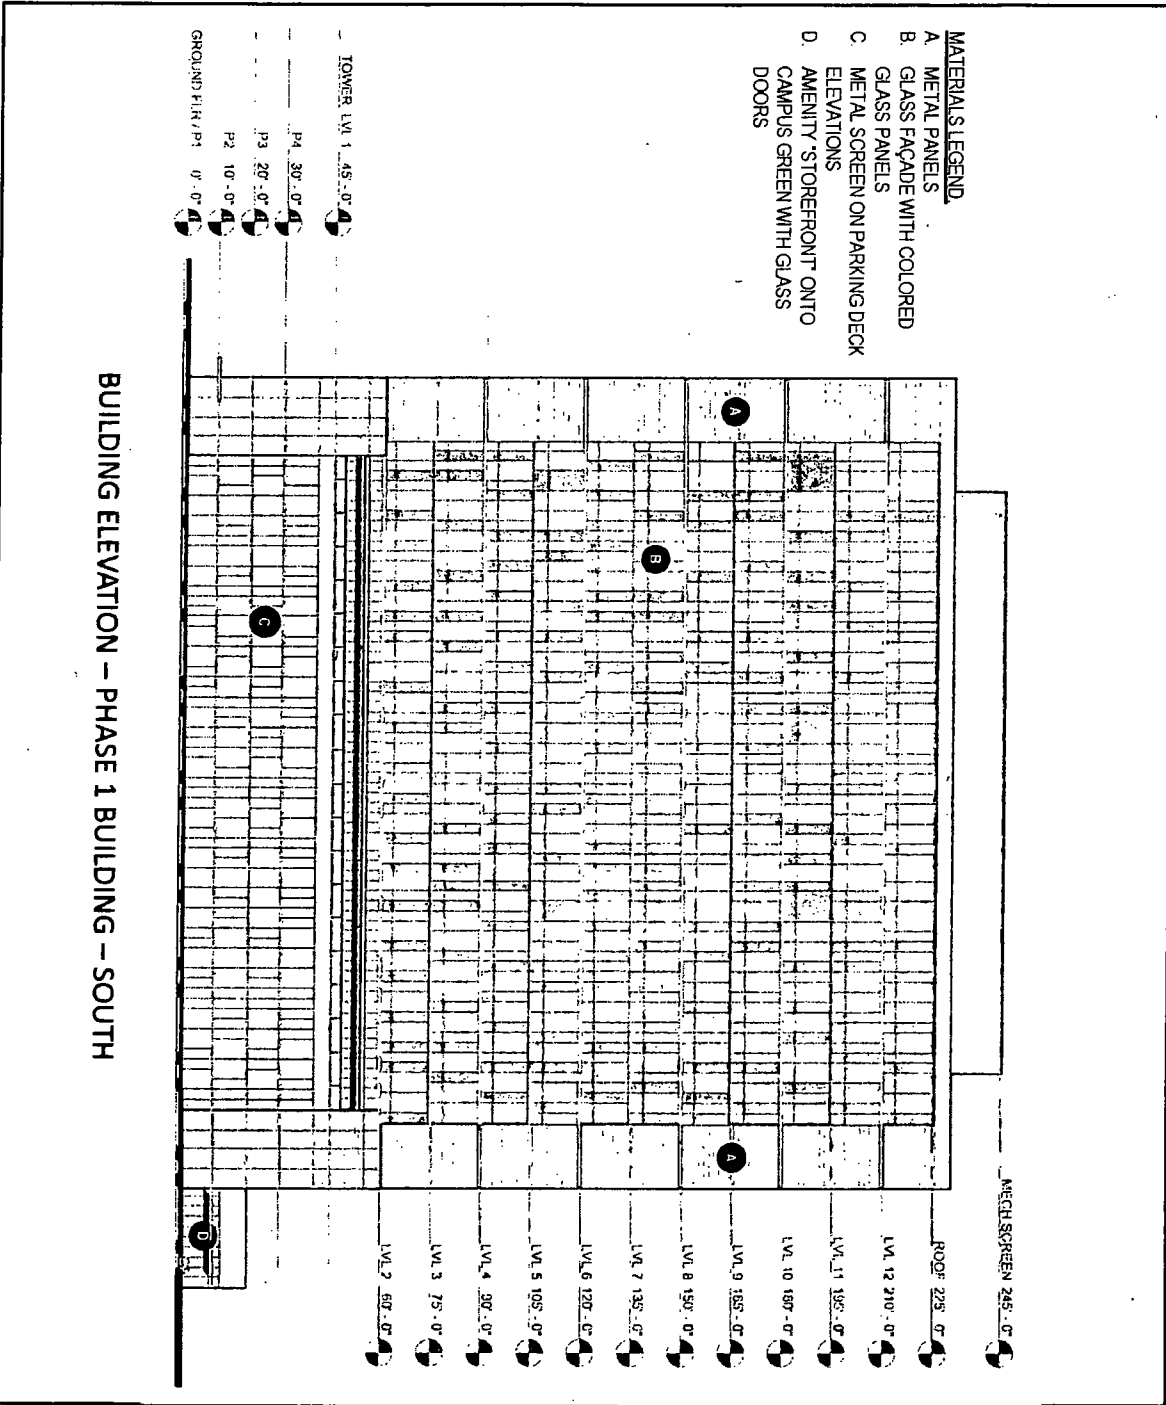 MATERIALS LEGEND
A. METAL PANELS
B. GLASS FAÇADE WITH COLORED
GLASS PANELS
C. METAL SCREEN ON PARKING DECK
ELEVATIONS
D. AMENITY "STOREFRONT" ONTO
CAMPUS GREEN WITH GLASS
DOORS
MECH SCREEN 245' - 0"
ROOF 225' 0"
LVL 12 210' - 0"
LVL 11 195' - 0"
LVL 10 180' - 0"
LVL 9 165' - 0"
LVL 8 150' - 0"
LVL 7 135' - 0"
LVL 6 120' - 0"
LVL 5 105' - 0"
LVL 4 90' - 0"
LVL 3 75' - 0"
LVL 2 60' - 0"
TOWER LVL 1 45' - 0"
P4 30' - 0"
P3 20' - 0"
P2 10' - 0"
GROUND FLR / P1 0' - 0"
A
A
B
C
D
BUILDING ELEVATION – PHASE 1 BUILDING – SOUTH